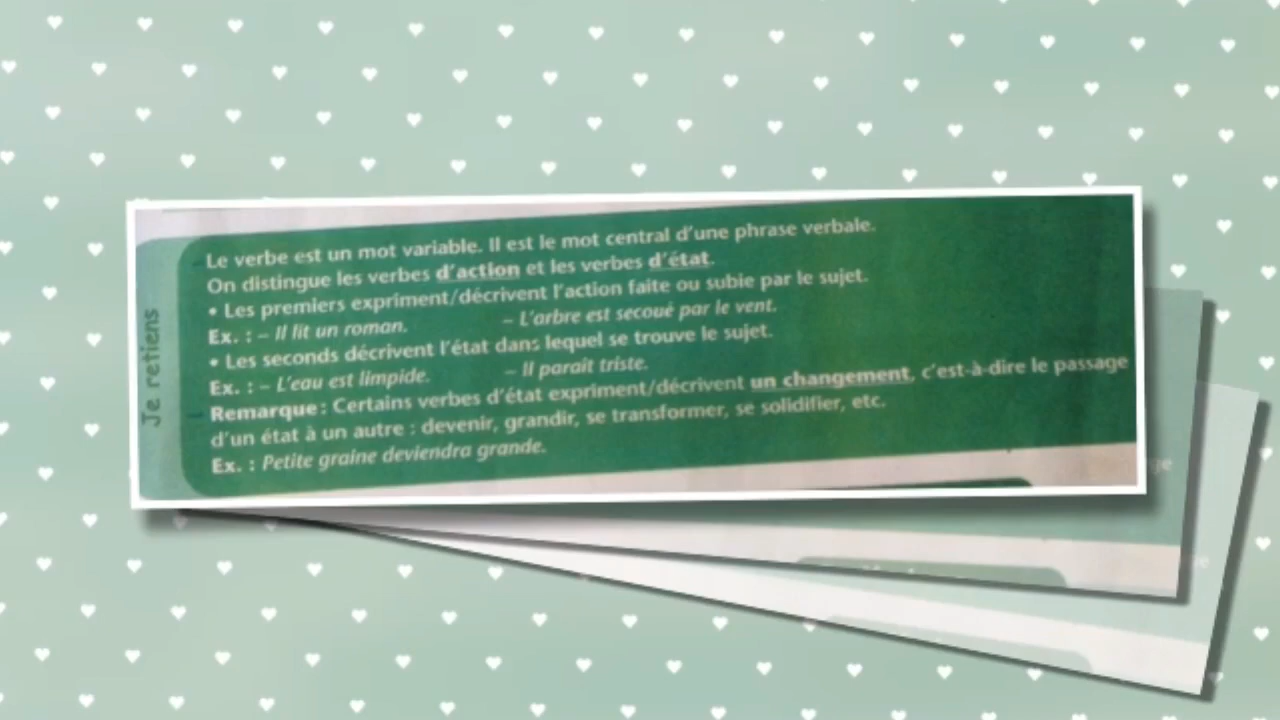 Je retiens
Le verbe est un mot variable. Il est le mot central d'une phrase verbale.
On distingue les verbes d'action et les verbes d'état.
• Les premiers expriment/décrivent l'action faite ou subie par le sujet.
Ex. : – Il lit un roman. – L'arbre est secoué par le vent.
• Les seconds décrivent l'état dans lequel se trouve le sujet.
Ex. : – L'eau est limpide. – Il paraît triste.
Remarque : Certains verbes d'état expriment/décrivent un changement, c'est-à-dire le passage
d'un état à un autre : devenir, grandir, se transformer, se solidifier, etc.
Ex. : Petite graine deviendra grande.